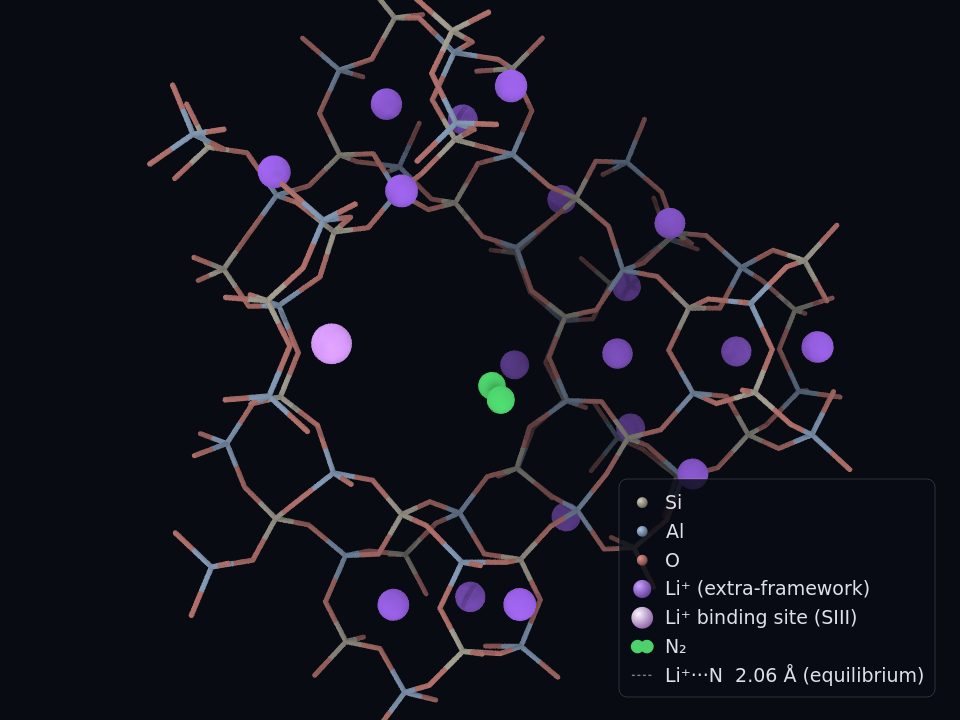 Si
Al
O
Li⁺ (extra-framework)
Li⁺ binding site (SIII)
N₂
Li⁺···N  2.06 Å (equilibrium)